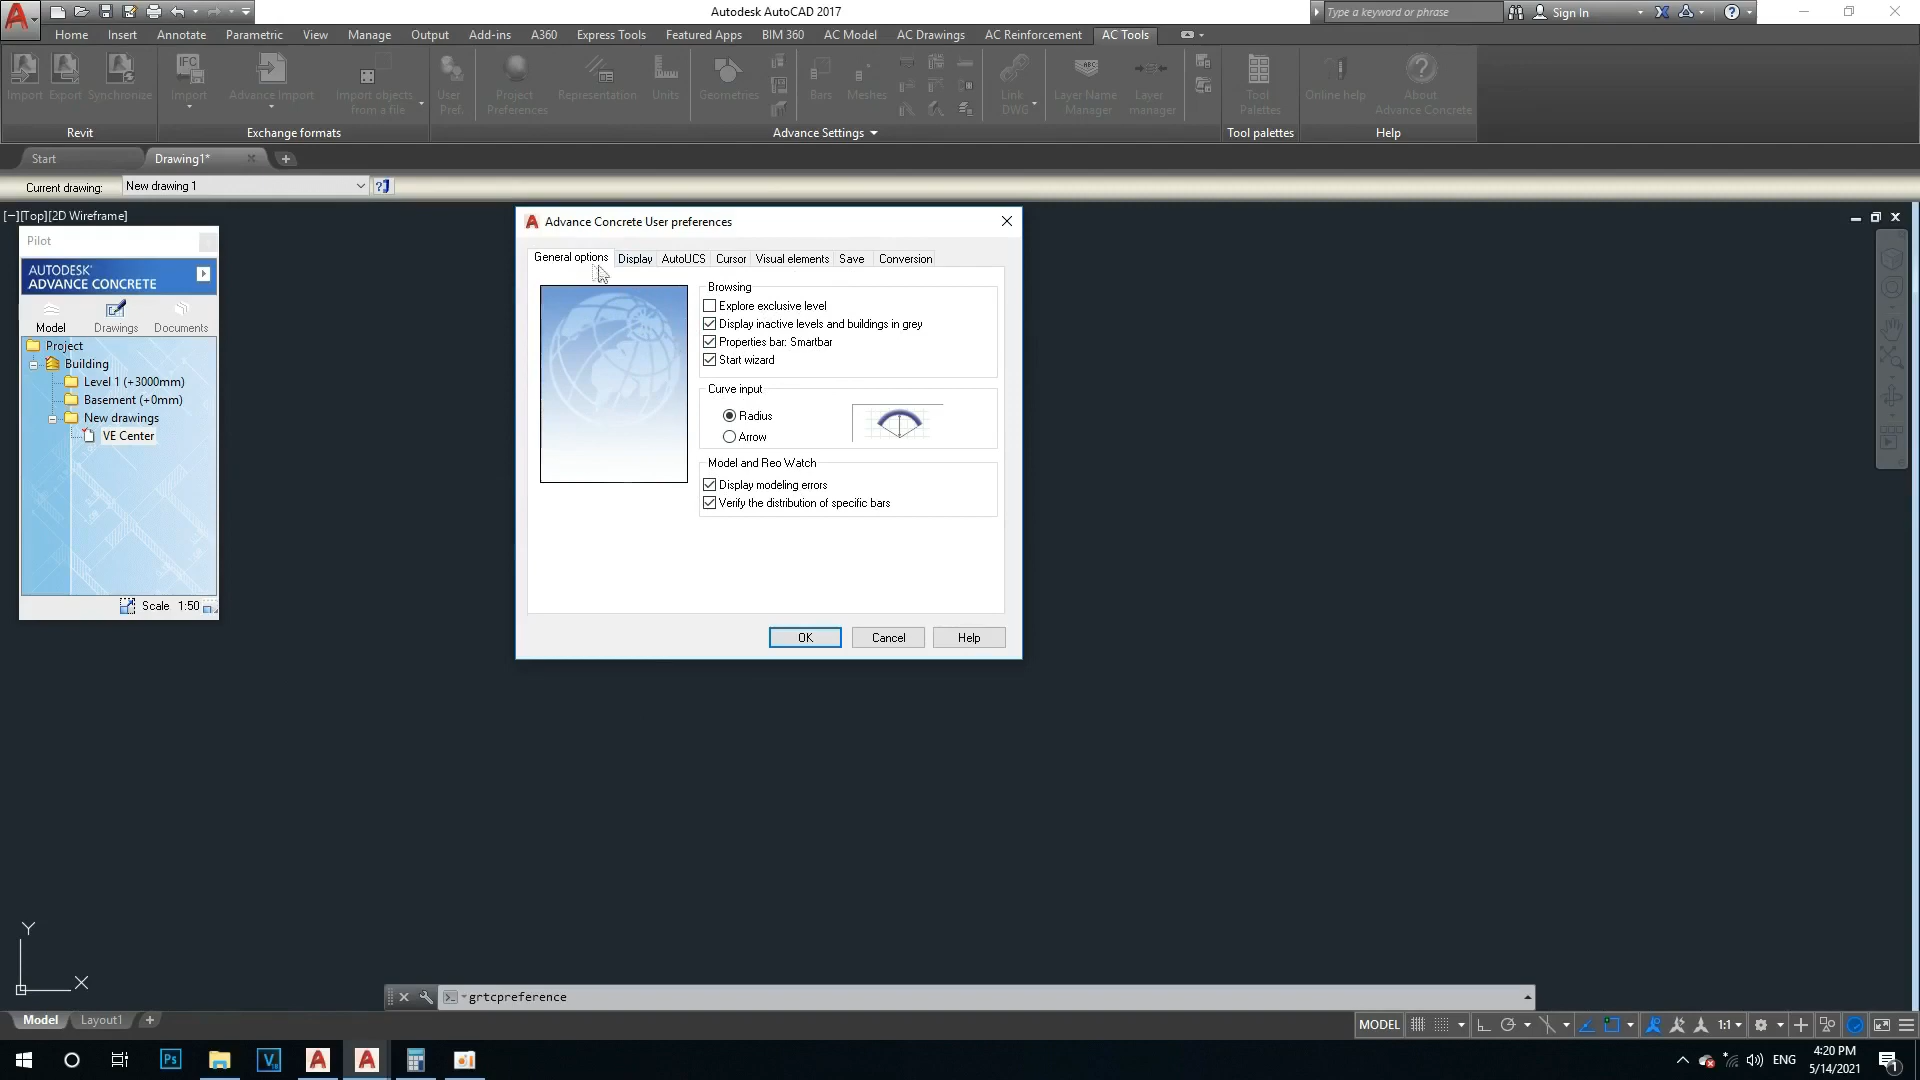 Autodesk AutoCAD 2017
Type a keyword or phrase
Sign In
Home Insert Annotate Parametric View Manage Output Add-ins A360 Express Tools Featured Apps BIM 360 AC Model AC Drawings AC Reinforcement AC Tools
Import Export Synchronize
IFC
Import
Advance Import
Import objects
from a file
User
Pref.
Project
Preferences
Representation
Units
Geometries
Bars
Meshes
Link
DWG
ABC
Layer Name
Manager
Layer
manager
Tool
Palettes
Online help
About
Advance Concrete
Revit
Exchange formats
Advance Settings
Tool palettes
Help
Start
Drawing1*
Current drawing:
New drawing 1
[−][Top][2D Wireframe]
Pilot
AUTODESK
ADVANCE CONCRETE
Model Drawings Documents
Project
Building
Level 1 (+3000mm)
Basement (+0mm)
New drawings
VE Center
Scale 1:50
Advance Concrete User preferences
General options Display AutoUCS Cursor Visual elements Save Conversion
Browsing
Explore exclusive level
Display inactive levels and buildings in grey
Properties bar: Smartbar
Start wizard
Curve input
Radius
Arrow
Model and Reo Watch
Display modeling errors
Verify the distribution of specific bars
OK Cancel Help
Y
X
grtcpreference
Model Layout1
MODEL
1:1
Ps
ENG
4:20 PM
5/14/2021
1